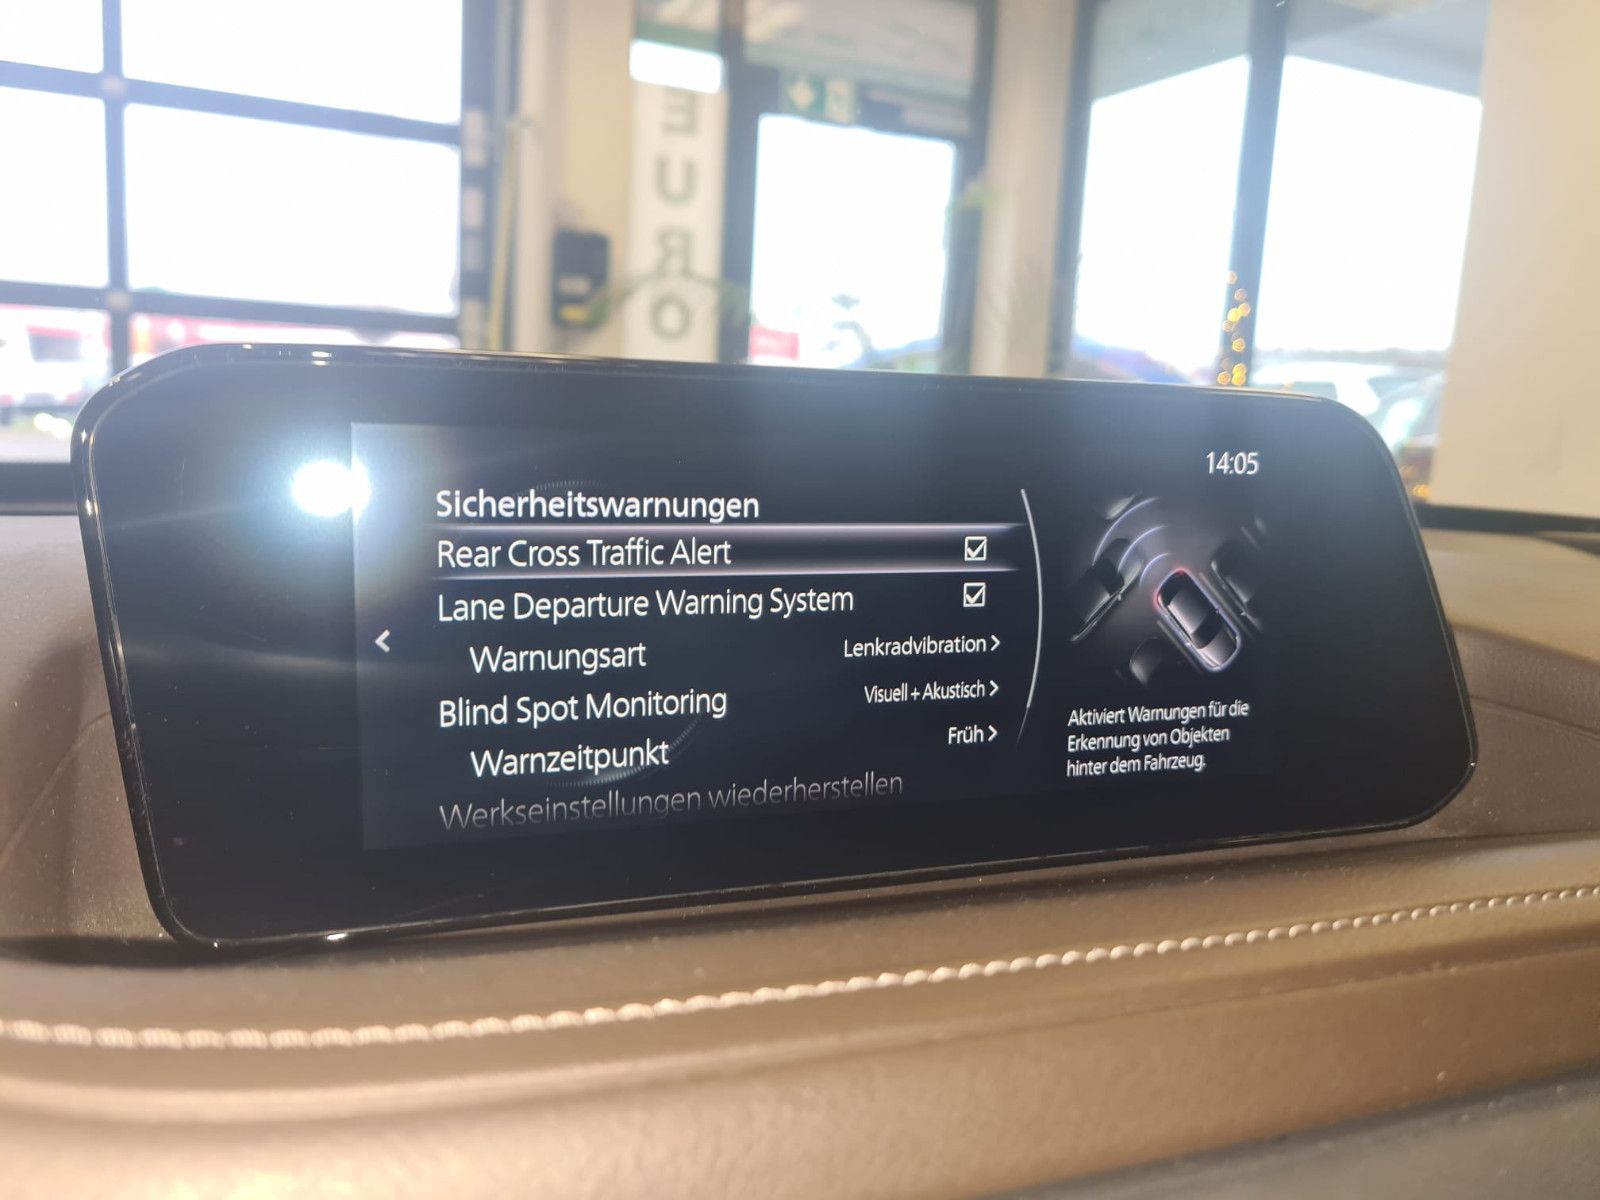 EURO
14:05
Sicherheitswarnungen
Rear Cross Traffic Alert
Lane Departure Warning System
Warnungsart Lenkradvibration >
Blind Spot Monitoring Visuell + Akustisch >
Warnzeitpunkt Früh >
Werkseinstellungen wiederherstellen
Aktiviert Warnungen für die
Erkennung von Objekten
hinter dem Fahrzeug.